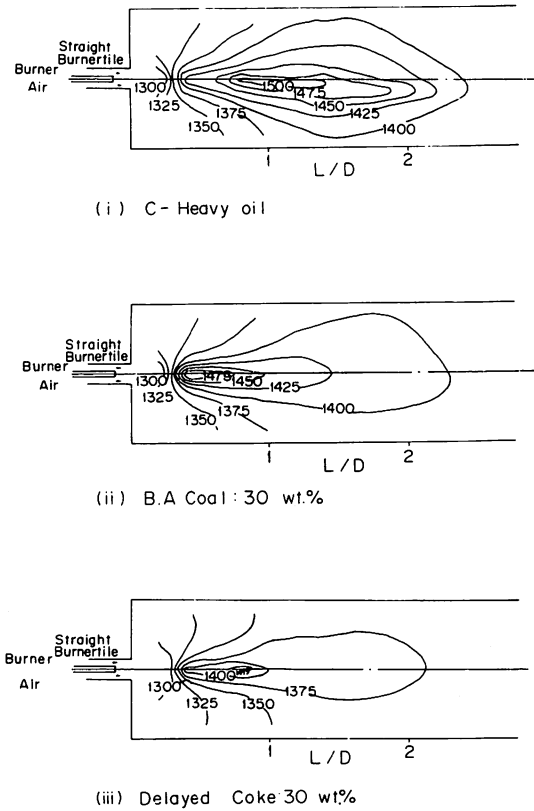 Straight
Burnertile
Burner
Air
1300
1325
1350
1375
1500
1475
1450
1425
1400
1
2
L/D
(i) C-Heavy oil
Straight
Burnertile
Burner
Air
1300
1325
1350
1375
1475
1450
1425
1400
1
2
L/D
(ii) B.A Coal: 30 wt.%
Straight
Burnertile
Burner
Air
1300
1325
1400
1350
1375
1
2
L/D
(iii) Delayed Coke: 30 wt.%